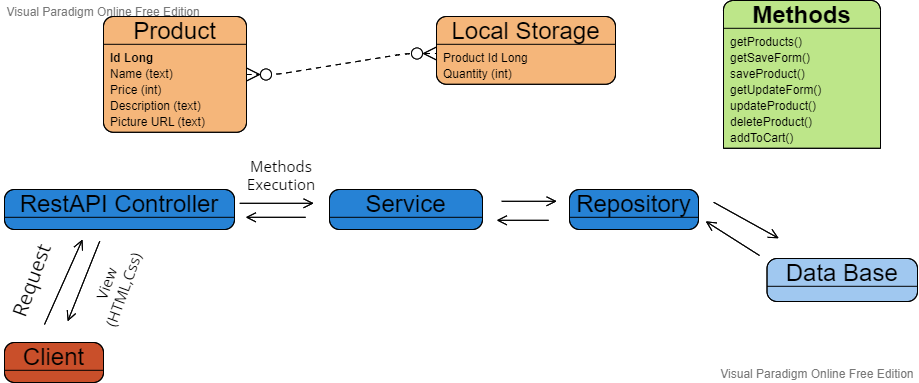 Visual Paradigm Online Free Edition
Product
Id Long
Name (text)
Price (int)
Description (text)
Picture URL (text)
Local Storage
Product Id Long
Quantity (int)
Methods
getProducts()
getSaveForm()
saveProduct()
getUpdateForm()
updateProduct()
deleteProduct()
addToCart()
Methods
Execution
RestAPI Controller
Service
Repository
Data Base
Request
View
(HTML,Css)
Client
Visual Paradigm Online Free Edition